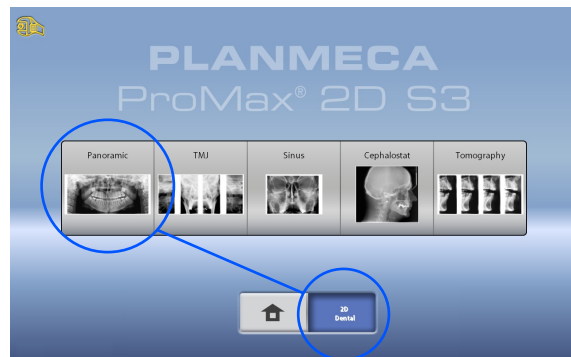 PLANMECA
ProMax® 2D S3
Panoramic
TMJ
Sinus
Cephalostat
Tomography
2D
Dental